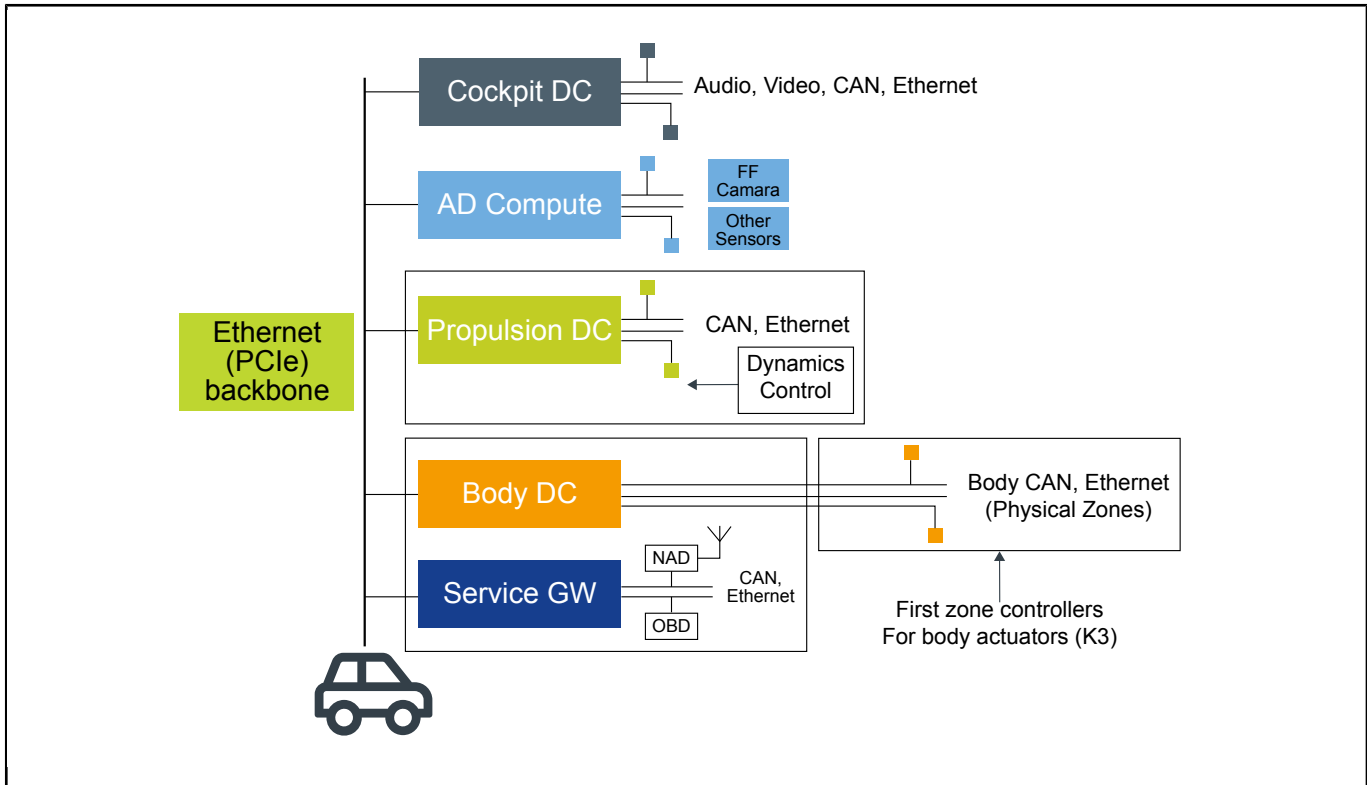 Cockpit DC
Audio, Video, CAN, Ethernet
AD Compute
FF
Camara
Other
Sensors
Ethernet
(PCIe)
backbone
Propulsion DC
CAN, Ethernet
Dynamics
Control
Body DC
Body CAN, Ethernet
(Physical Zones)
Service GW
NAD
OBD
CAN,
Ethernet
First zone controllers
For body actuators (K3)